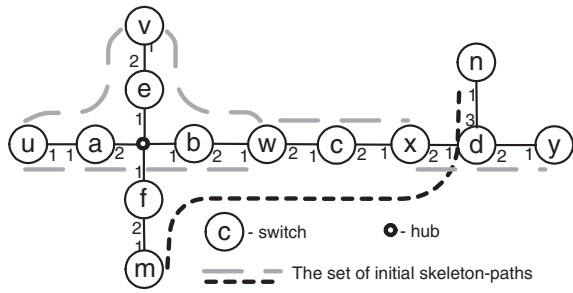 v
1
2
n
e
1
1
3
u 1 1 a 2 1 b 2 1 w 2 1 c 2 1 x 2 1 d 2 1 y
1
f
2
1
m
c - switch - hub
The set of initial skeleton-paths